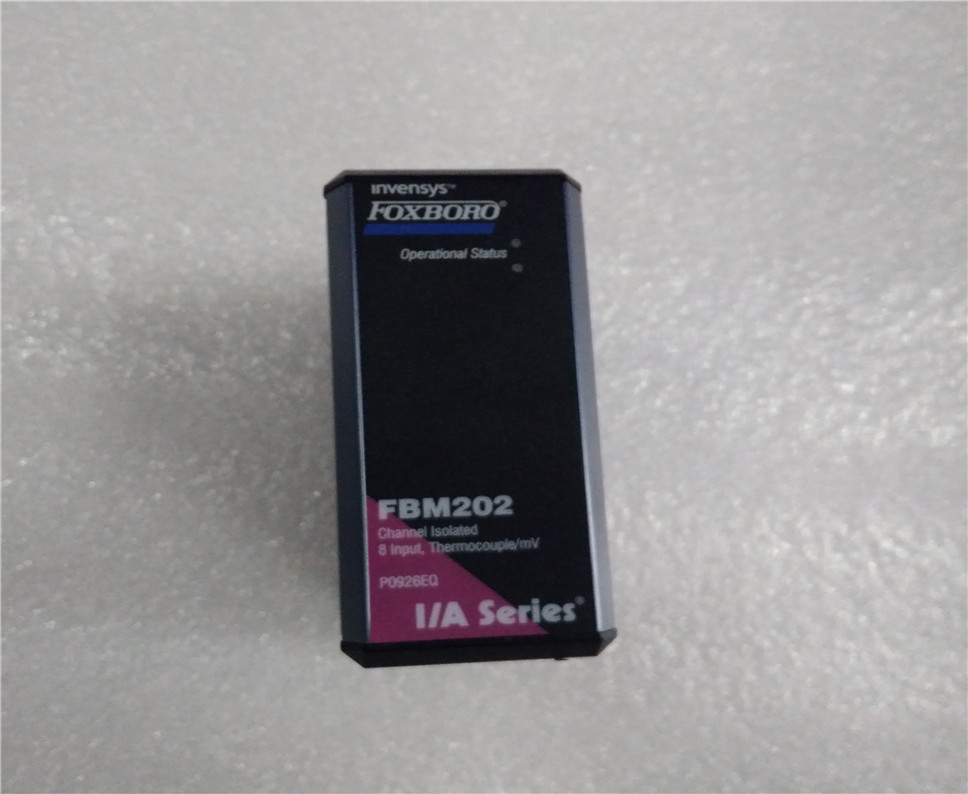 invensys™
FOXBORO®
Operational Status
FBM202
Channel Isolated
8 Input, Thermocouple/mV
P0926EQ
I/A Series®